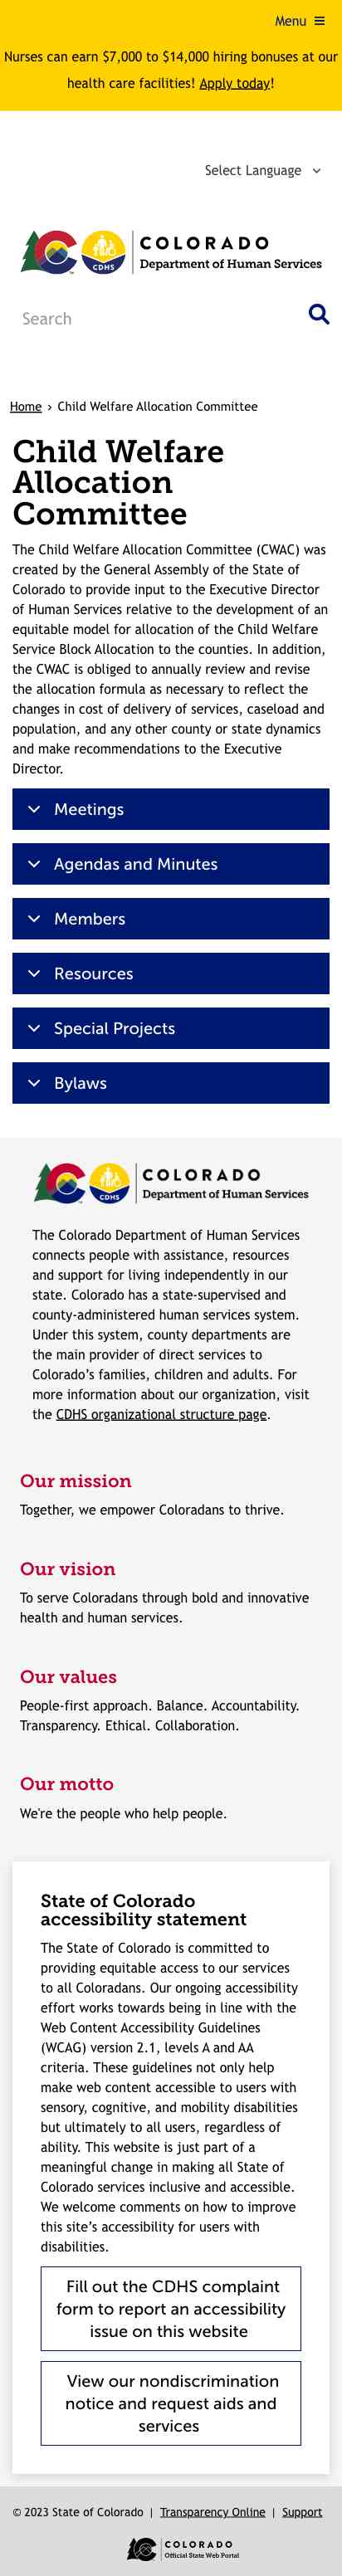 Menu
Nurses can earn $7,000 to $14,000 hiring bonuses at our
health care facilities! Apply today!
Select Language
CDHS
COLORADO
Department of Human Services
Search
Home › Child Welfare Allocation Committee
Child Welfare
Allocation
Committee
The Child Welfare Allocation Committee (CWAC) was
created by the General Assembly of the State of
Colorado to provide input to the Executive Director
of Human Services relative to the development of an
equitable model for allocation of the Child Welfare
Service Block Allocation to the counties. In addition,
the CWAC is obliged to annually review and revise
the allocation formula as necessary to reflect the
changes in cost of delivery of services, caseload and
population, and any other county or state dynamics
and make recommendations to the Executive
Director.
Meetings
Agendas and Minutes
Members
Resources
Special Projects
Bylaws
CDHS
COLORADO
Department of Human Services
The Colorado Department of Human Services
connects people with assistance, resources
and support for living independently in our
state. Colorado has a state-supervised and
county-administered human services system.
Under this system, county departments are
the main provider of direct services to
Colorado’s families, children and adults. For
more information about our organization, visit
the CDHS organizational structure page.
Our mission
Together, we empower Coloradans to thrive.
Our vision
To serve Coloradans through bold and innovative
health and human services.
Our values
People-first approach. Balance. Accountability.
Transparency. Ethical. Collaboration.
Our motto
We're the people who help people.
State of Colorado
accessibility statement
The State of Colorado is committed to
providing equitable access to our services
to all Coloradans. Our ongoing accessibility
effort works towards being in line with the
Web Content Accessibility Guidelines
(WCAG) version 2.1, levels A and AA
criteria. These guidelines not only help
make web content accessible to users with
sensory, cognitive, and mobility disabilities
but ultimately to all users, regardless of
ability. This website is just part of a
meaningful change in making all State of
Colorado services inclusive and accessible.
We welcome comments on how to improve
this site’s accessibility for users with
disabilities.
Fill out the CDHS complaint
form to report an accessibility
issue on this website
View our nondiscrimination
notice and request aids and
services
© 2023 State of Colorado | Transparency Online | Support
COLORADO
Official State Web Portal